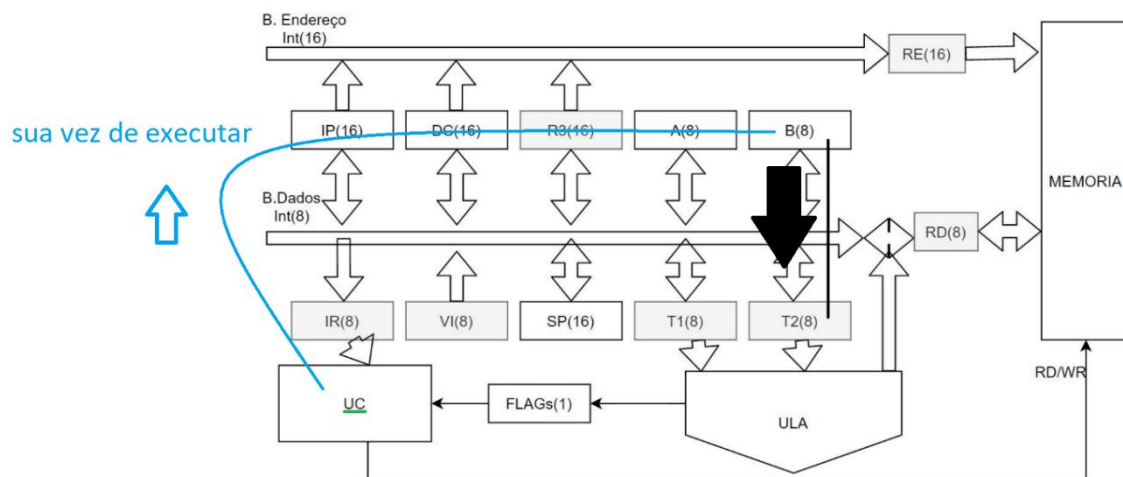 B. Endereço
Int(16)
RE(16)
sua vez de executar
IP(16)
DC(16)
R3(16)
A(8)
B(8)
MEMORIA
B.Dados
Int(8)
RD(8)
IR(8)
VI(8)
SP(16)
T1(8)
T2(8)
RD/WR
UC
FLAGs(1)
ULA